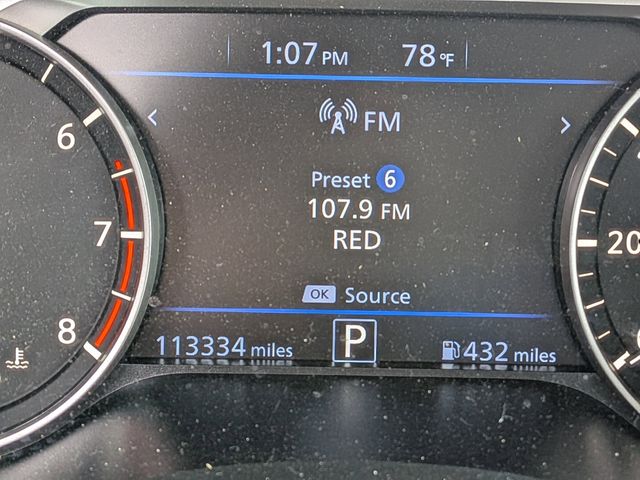 1:07 PM 78°F
FM
Preset 6
107.9 FM
RED
OK Source
6
7
8
113334 miles
P
432 miles
20